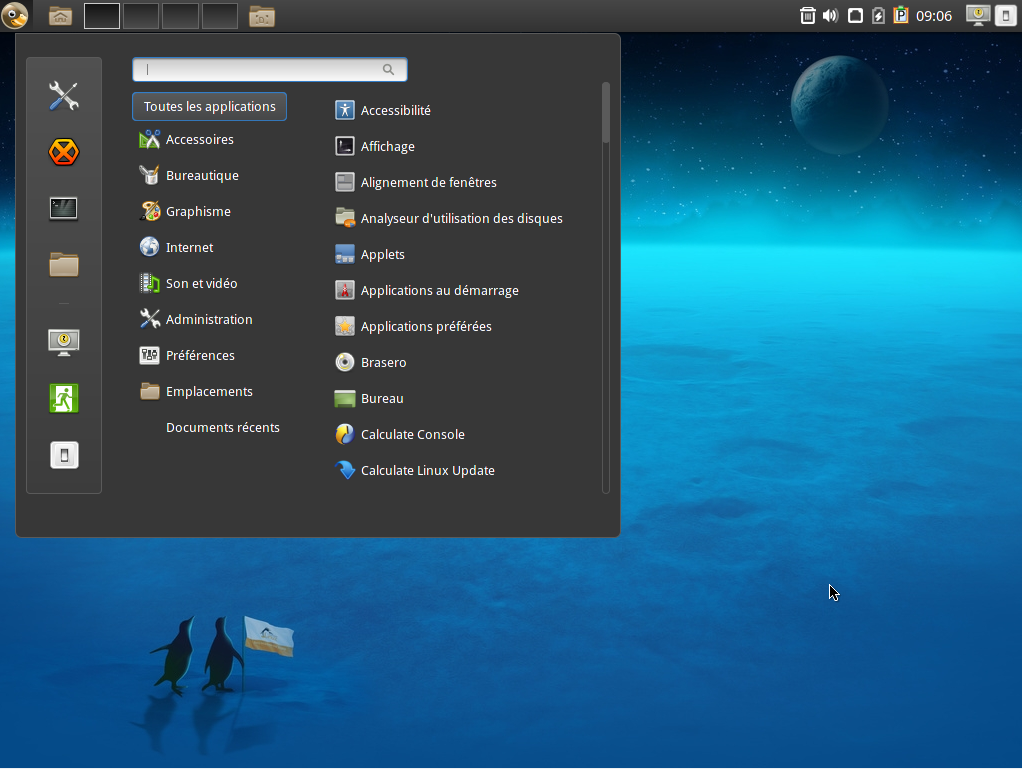 09:06
Toutes les applications
Accessoires
Bureautique
Graphisme
Internet
Son et vidéo
Administration
Préférences
Emplacements
Documents récents
Accessibilité
Affichage
Alignement de fenêtres
Analyseur d'utilisation des disques
Applets
Applications au démarrage
Applications préférées
Brasero
Bureau
Calculate Console
Calculate Linux Update